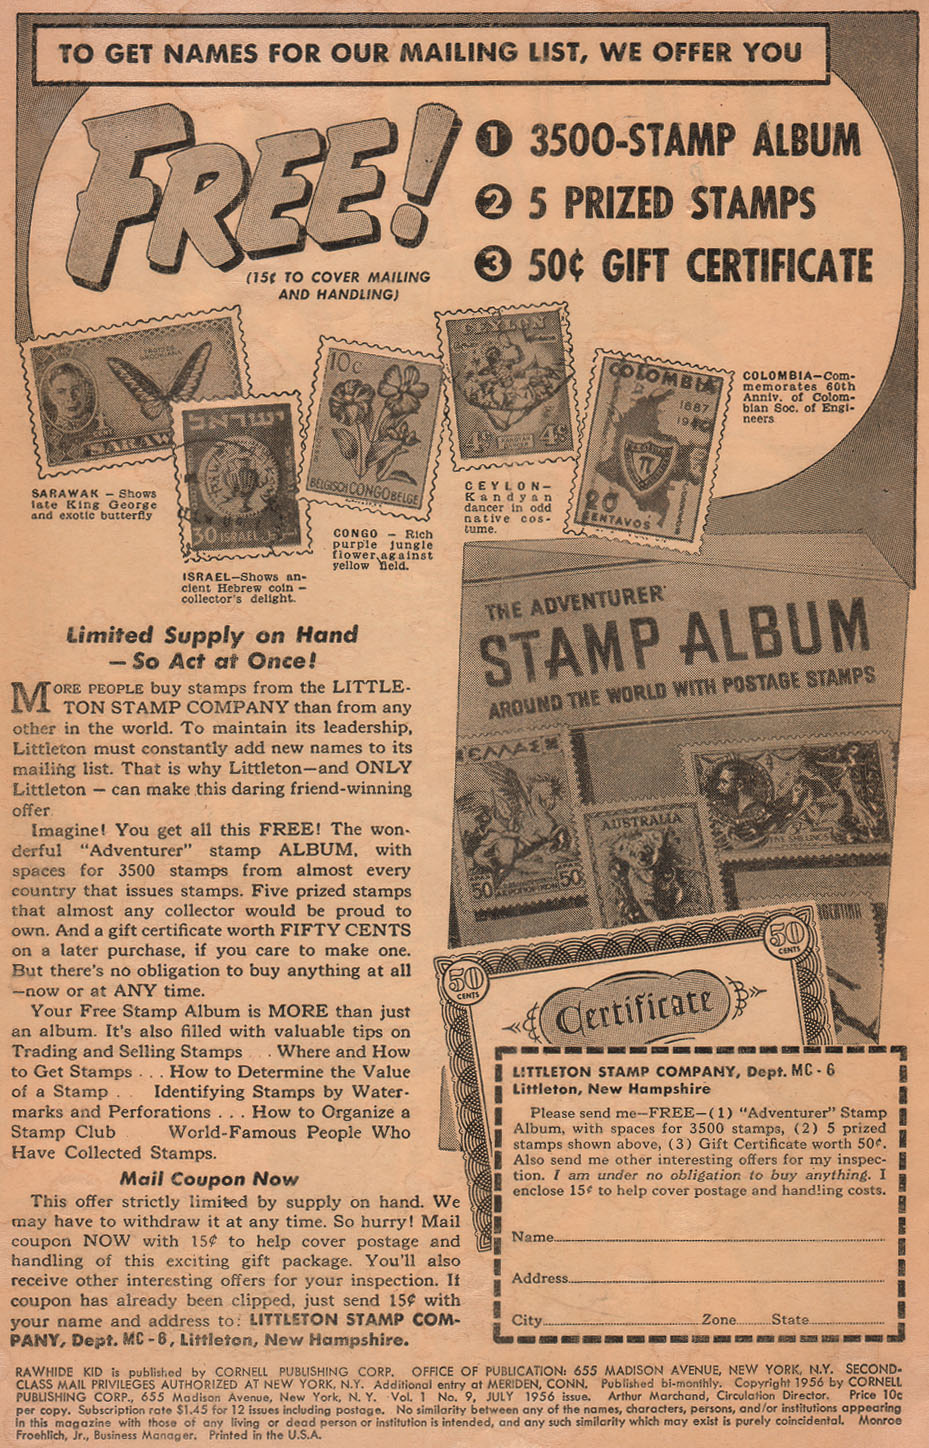 TO GET NAMES FOR OUR MAILING LIST, WE OFFER YOU
FREE!
(15¢ TO COVER MAILING
AND HANDLING)
1 3500-STAMP ALBUM
2 5 PRIZED STAMPS
3 50¢ GIFT CERTIFICATE
1 CENT
SARAW
SARAWAK – Shows
late King George
and exotic butterfly
ישראל
30 ISRAEL
ISRAEL—Shows an-
cient Hebrew coin –
collector's delight.
10c
BELGISCH CONGO BELGE
CONGO – Rich
purple jungle
flower against
yellow field.
CEYLON
4¢ 4¢
CEYLON–
Kandyan
dancer in odd
native cos-
tume.
COLOMBIA
1887
20
CENTAVOS
COLOMBIA—Com-
memorates 60th
Anniv. of Colom-
bian Soc. of Engi-
neers
THE ADVENTURER
STAMP ALBUM
AROUND THE WORLD WITH POSTAGE STAMPS
ΕΛΛΑΣ
50 50
AUSTRALIA
ARGENTINA
50 CENTS
50 CENTS
Certificate
Limited Supply on Hand
– So Act at Once!
MORE PEOPLE buy stamps from the LITTLE-
TON STAMP COMPANY than from any
other in the world. To maintain its leadership,
Littleton must constantly add new names to its
mailing list. That is why Littleton—and ONLY
Littleton – can make this daring friend-winning
offer
Imagine! You get all this FREE! The won-
derful "Adventurer" stamp ALBUM, with
spaces for 3500 stamps from almost every
country that issues stamps. Five prized stamps
that almost any collector would be proud to
own. And a gift certificate worth FIFTY CENTS
on a later purchase, if you care to make one.
But there's no obligation to buy anything at all
—now or at ANY time.
Your Free Stamp Album is MORE than just
an album. It's also filled with valuable tips on
Trading and Selling Stamps . . Where and How
to Get Stamps . . . How to Determine the Value
of a Stamp . . Identifying Stamps by Water-
marks and Perforations . . . How to Organize a
Stamp Club World-Famous People Who
Have Collected Stamps.
Mail Coupon Now
This offer strictly limited by supply on hand. We
may have to withdraw it at any time. So hurry! Mail
coupon NOW with 15¢ to help cover postage and
handling of this exciting gift package. You'll also
receive other interesting offers for your inspection. If
coupon has already been clipped, just send 15¢ with
your name and address to: LITTLETON STAMP COM-
PANY, Dept. MC-6, Littleton, New Hampshire.
LITTLETON STAMP COMPANY, Dept. MC-6
Littleton, New Hampshire
Please send me—FREE—(1) "Adventurer" Stamp
Album, with spaces for 3500 stamps, (2) 5 prized
stamps shown above, (3) Gift Certificate worth 50¢.
Also send me other interesting offers for my inspec-
tion. I am under no obligation to buy anything. I
enclose 15¢ to help cover postage and handling costs.
Name
Address
City Zone State
RAWHIDE KID is published by CORNELL PUBLISHING CORP. OFFICE OF PUBLICATION: 655 MADISON AVENUE, NEW YORK, N.Y. SECOND-
CLASS MAIL PRIVILEGES AUTHORIZED AT NEW YORK, N.Y. Additional entry at MERIDEN, CONN. Published bi-monthly. Copyright 1956 by CORNELL
PUBLISHING CORP., 655 Madison Avenue, New York, N. Y. Vol. 1 No. 9, JULY 1956 issue. Arthur Marchand, Circulation Director. Price 10c
per copy. Subscription rate $1.45 for 12 issues including postage. No similarity between any of the names, characters, persons, and/or institutions appearing
in this magazine with those of any living or dead person or institution is intended, and any such similarity which may exist is purely coincidental. Monroe
Froehlich, Jr., Business Manager. Printed in the U.S.A.